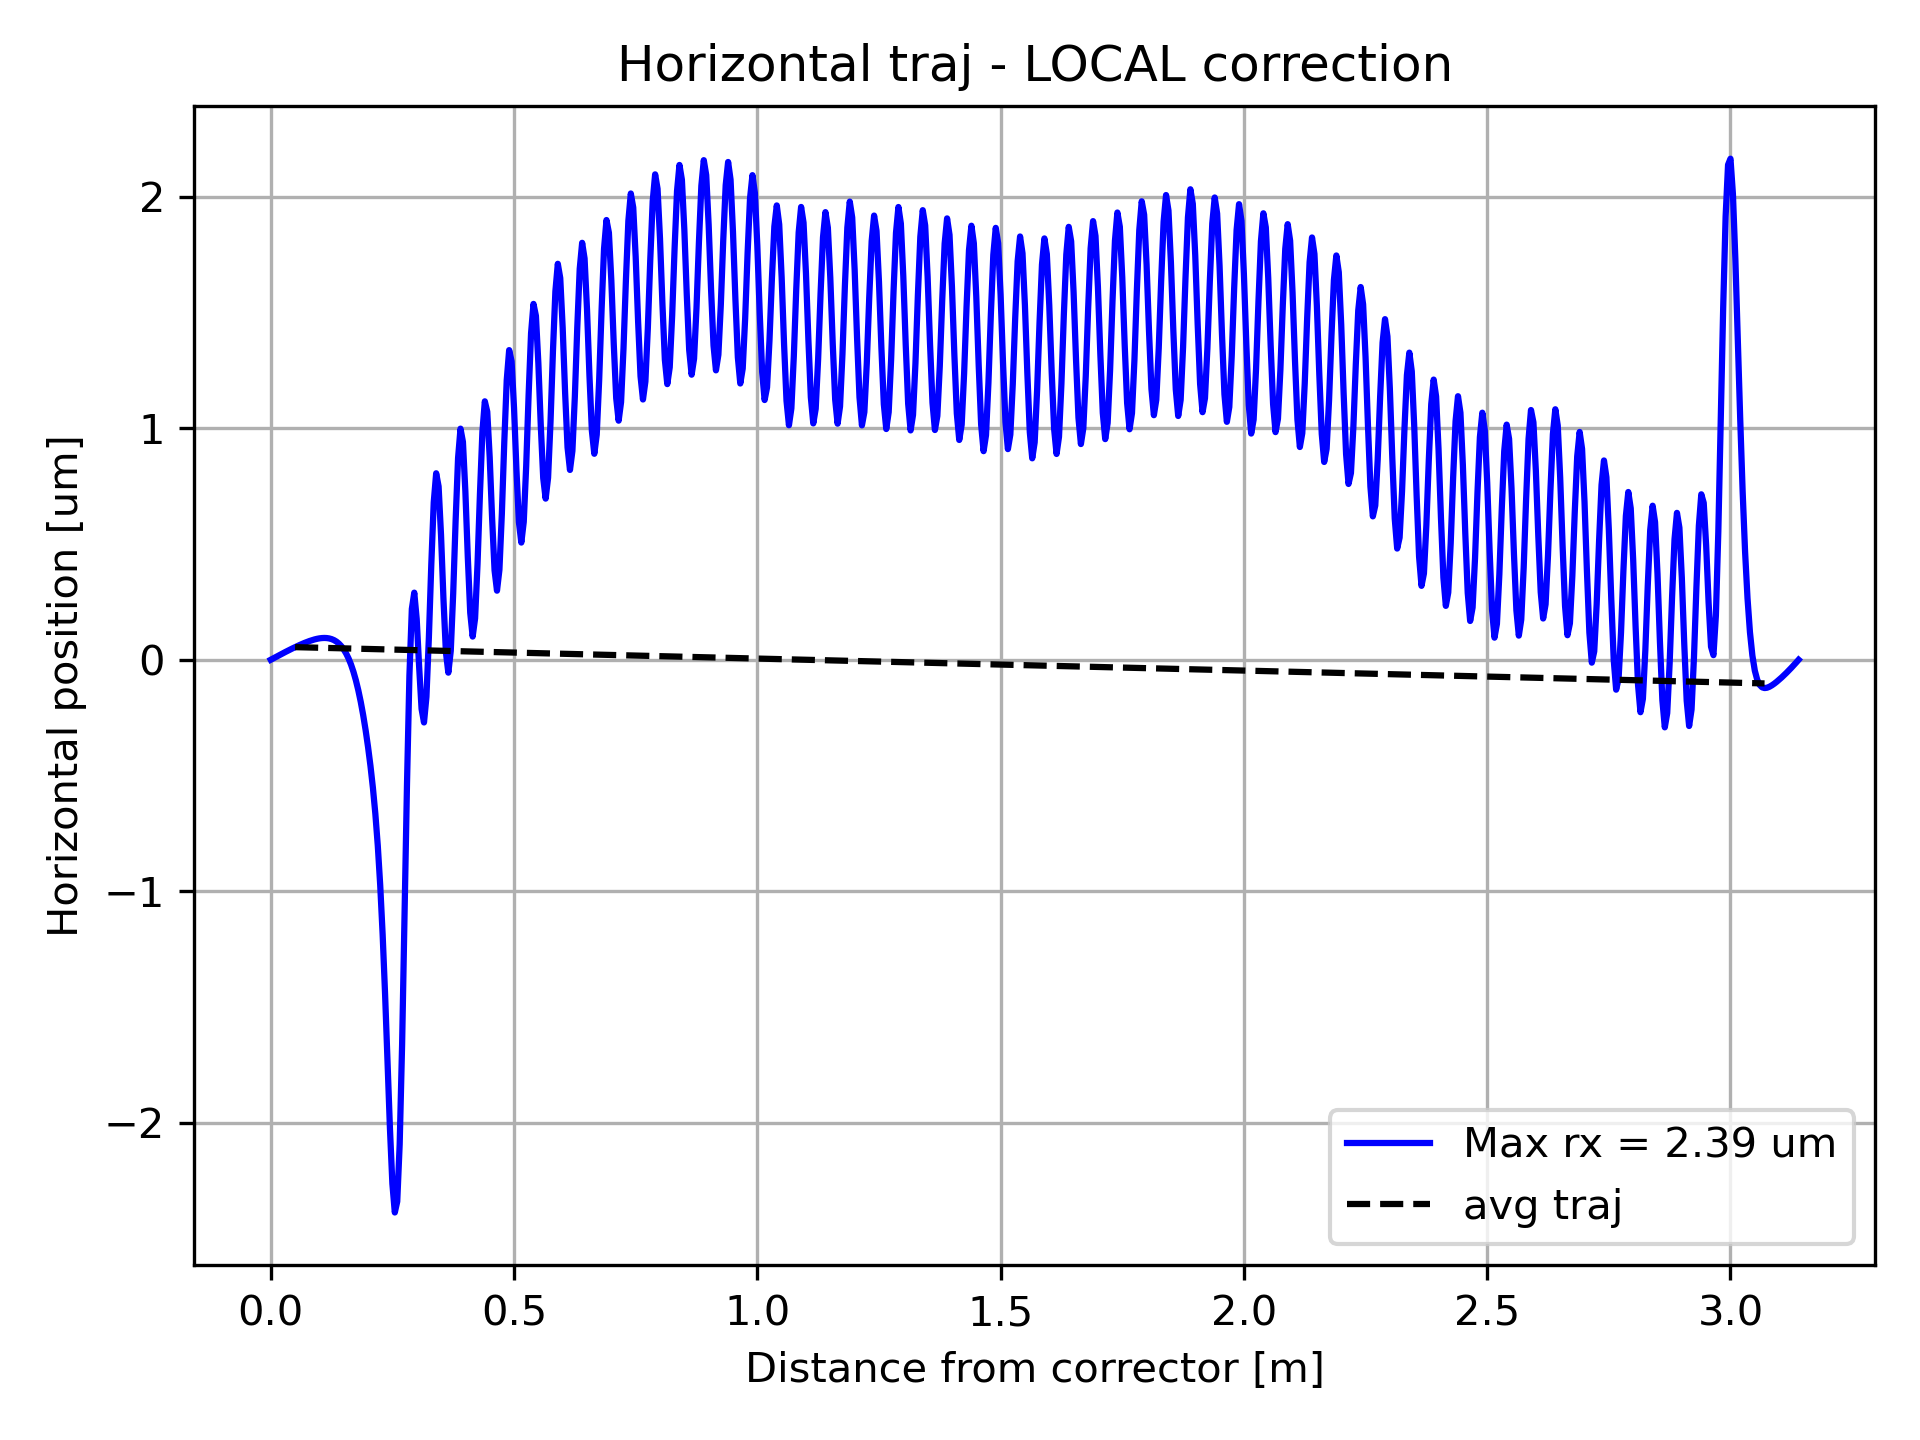 Horizontal traj - LOCAL correction
Horizontal position [um]
2
1
0
−1
−2
0.0 0.5 1.0 1.5 2.0 2.5 3.0
Distance from corrector [m]
Max rx = 2.39 um
avg traj